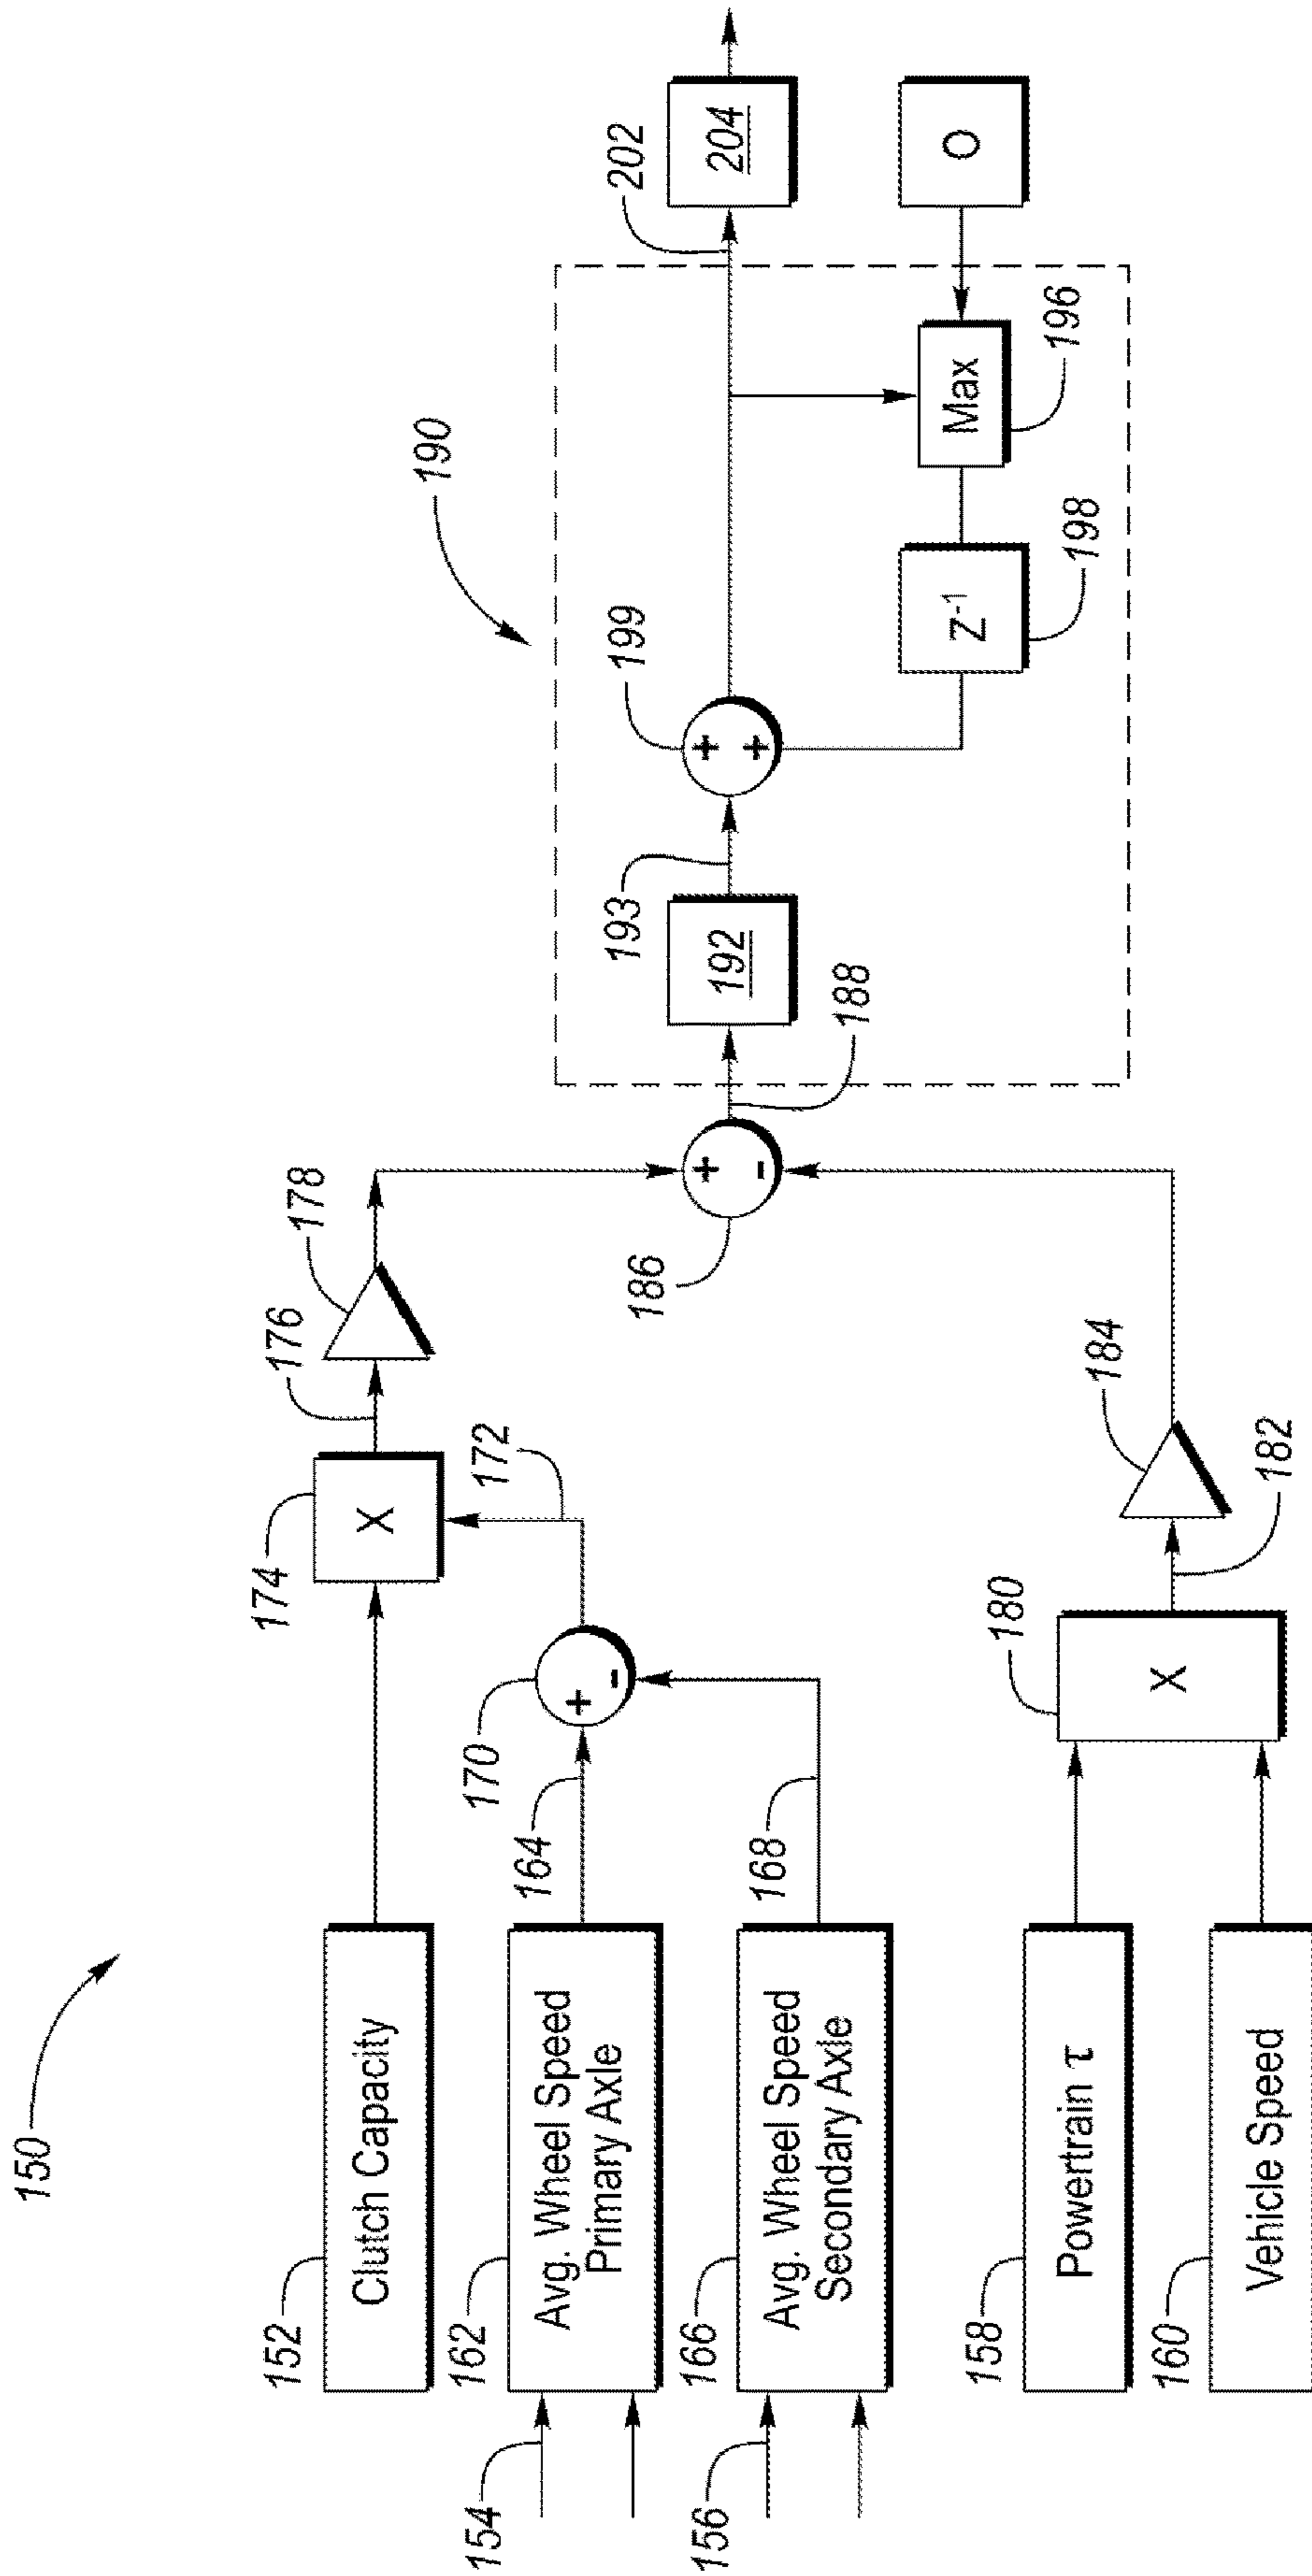 150
152
Clutch Capacity
174
X
176
178
154
162
Avg. Wheel Speed
Primary Axle
164
170
+
-
172
156
166
Avg. Wheel Speed
Secondary Axle
168
158
Powertrain τ
160
Vehicle Speed
180
X
182
184
186
+
-
188
190
192
193
199
+
+
Z-1
198
Max
196
202
204
O